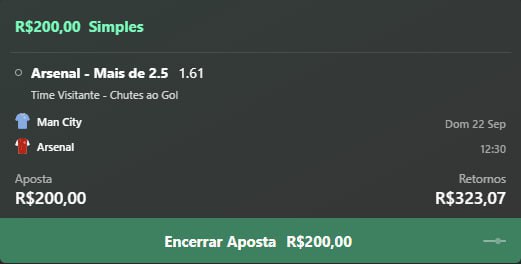 R$200,00 Simples
Arsenal - Mais de 2.5 1.61
Time Visitante - Chutes ao Gol
Man City
Dom 22 Sep
Arsenal
12:30
Aposta
Retornos
R$200,00
R$323,07
Encerrar Aposta R$200,00